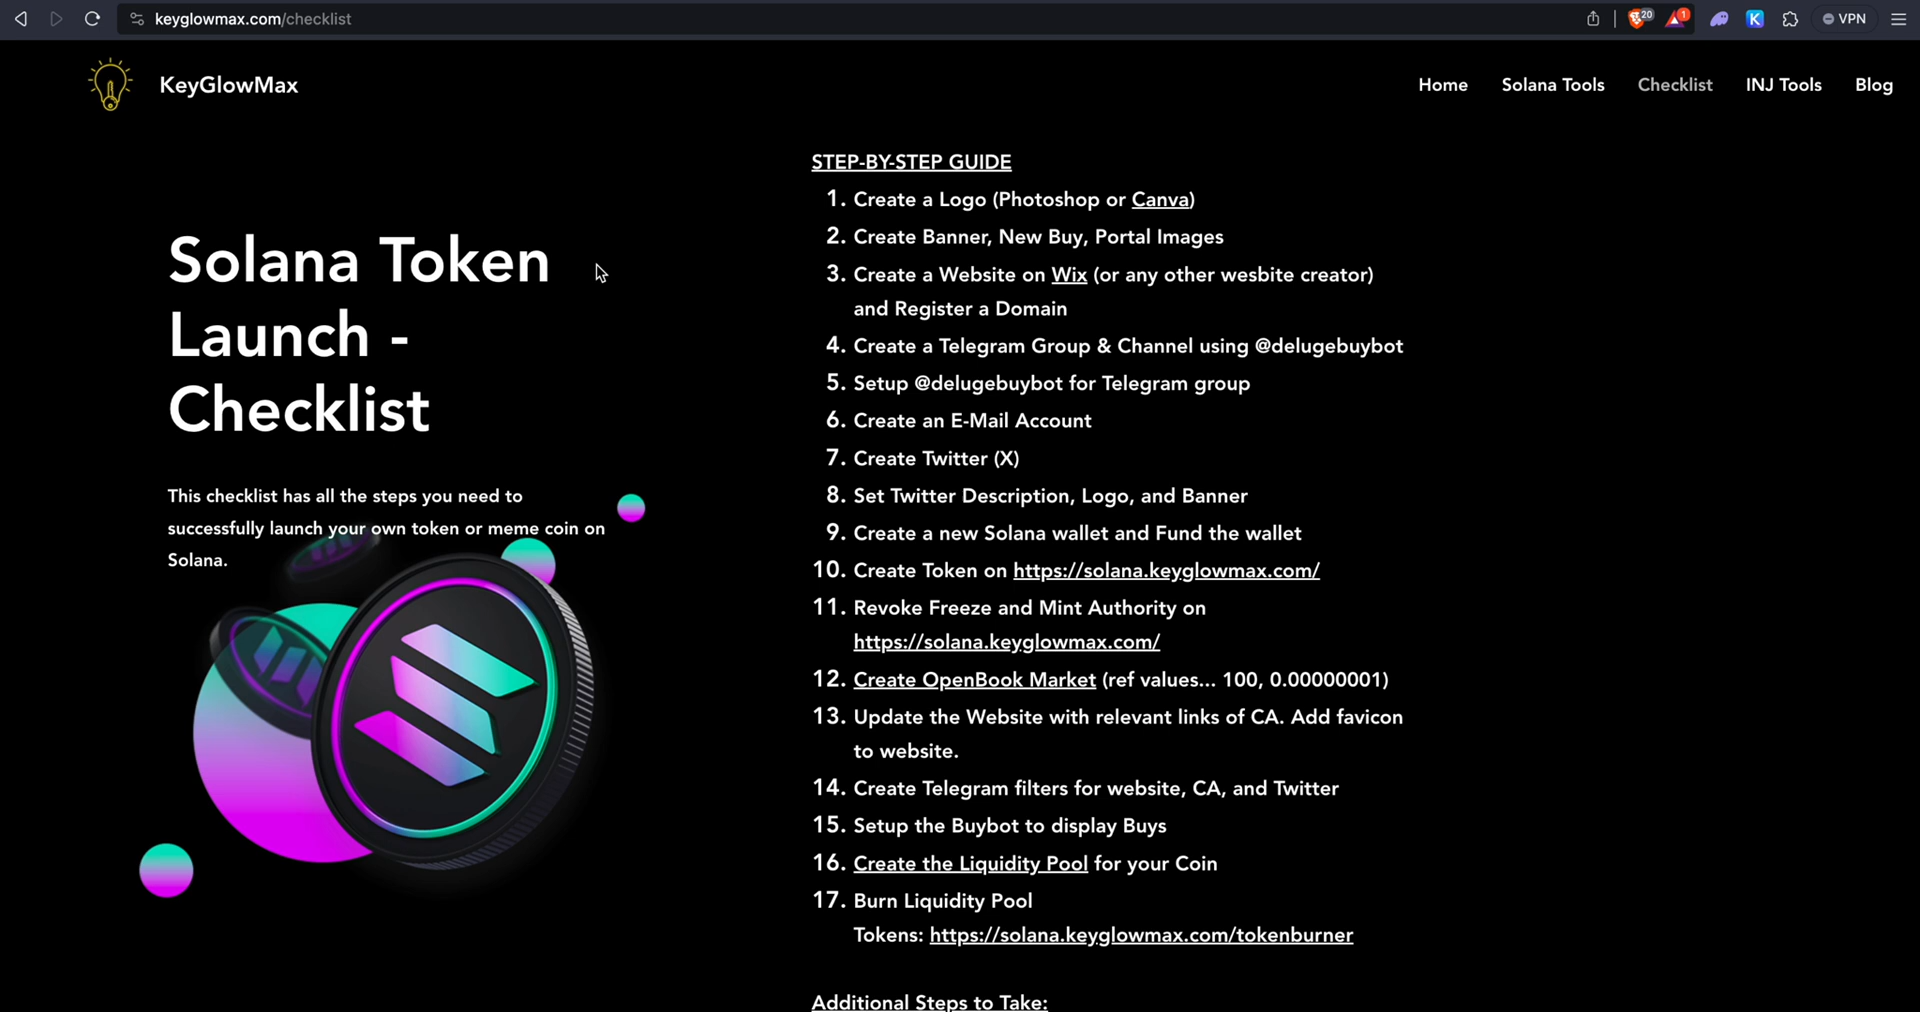 keyglowmax.com/checklist
20
1
K
VPN
KeyGlowMax
Home
Solana Tools
Checklist
INJ Tools
Blog
Solana Token
Launch -
Checklist
This checklist has all the steps you need to
successfully launch your own token or meme coin on
Solana.
STEP-BY-STEP GUIDE
1. Create a Logo (Photoshop or Canva)
2. Create Banner, New Buy, Portal Images
3. Create a Website on Wix (or any other wesbite creator)
and Register a Domain
4. Create a Telegram Group & Channel using @delugebuybot
5. Setup @delugebuybot for Telegram group
6. Create an E-Mail Account
7. Create Twitter (X)
8. Set Twitter Description, Logo, and Banner
9. Create a new Solana wallet and Fund the wallet
10. Create Token on https://solana.keyglowmax.com/
11. Revoke Freeze and Mint Authority on
https://solana.keyglowmax.com/
12. Create OpenBook Market (ref values... 100, 0.00000001)
13. Update the Website with relevant links of CA. Add favicon
to website.
14. Create Telegram filters for website, CA, and Twitter
15. Setup the Buybot to display Buys
16. Create the Liquidity Pool for your Coin
17. Burn Liquidity Pool
Tokens: https://solana.keyglowmax.com/tokenburner
Additional Steps to Take: